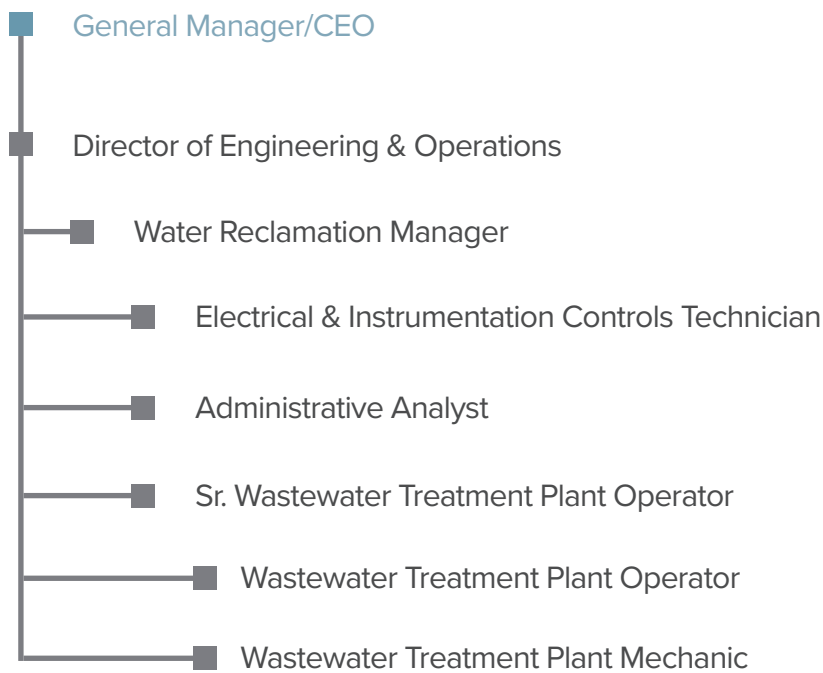 General Manager/CEO
Director of Engineering & Operations
Water Reclamation Manager
Electrical & Instrumentation Controls Technician
Administrative Analyst
Sr. Wastewater Treatment Plant Operator
Wastewater Treatment Plant Operator
Wastewater Treatment Plant Mechanic